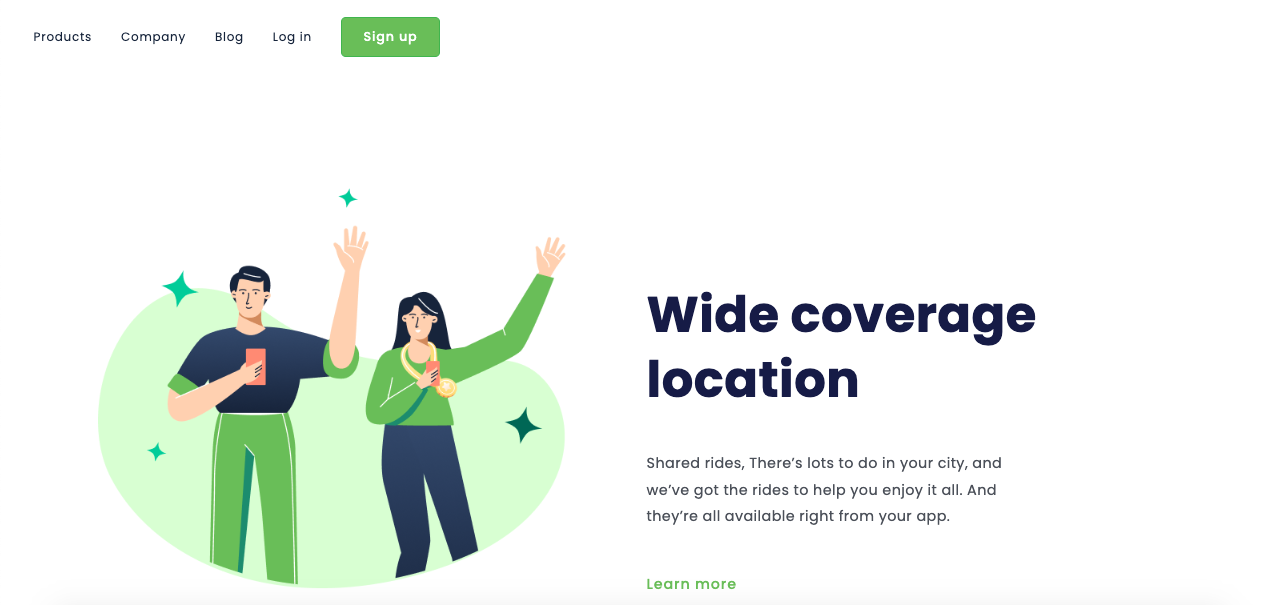 Products Company Blog Log in Sign up
Wide coverage
location
Shared rides, There’s lots to do in your city, and
we’ve got the rides to help you enjoy it all. And
they’re all available right from your app.
Learn more